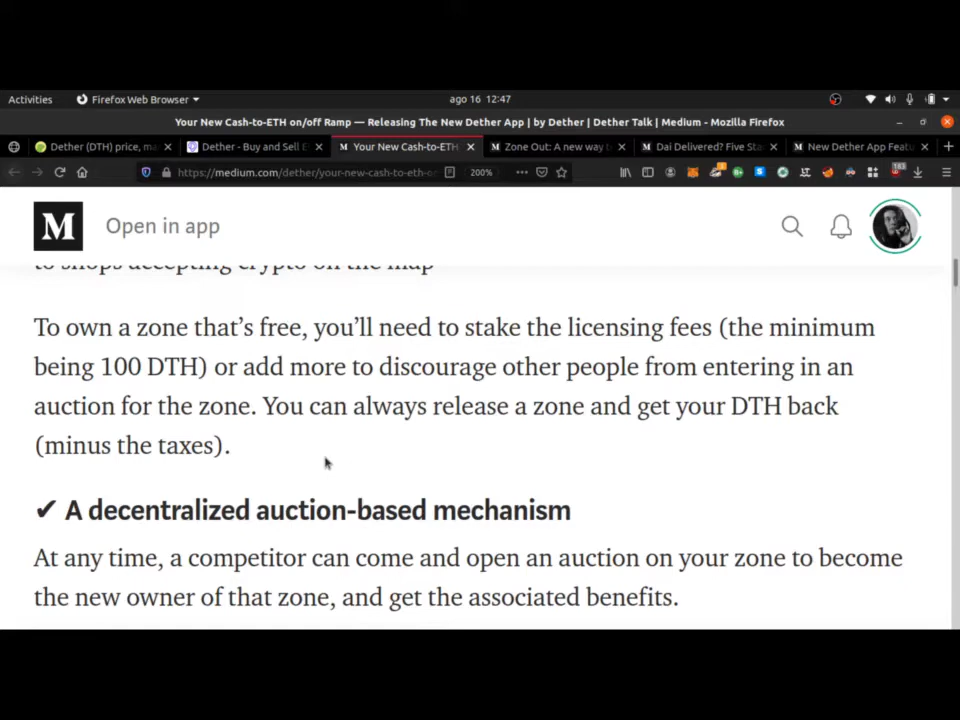 Activities Firefox Web Browser ago 16 12:47
Your New Cash-to-ETH on/off Ramp — Releasing The New Dether App | by Dether | Dether Talk | Medium - Mozilla Firefox
Dether (DTH) price, ma Dether - Buy and Sell E Your New Cash-to-ETH Zone Out: A new way t Dai Delivered? Five Sta New Dether App Featu
https://medium.com/dether/your-new-cash-to-eth-o 200%
M Open in app
to shops accepting crypto on the map
To own a zone that's free, you'll need to stake the licensing fees (the minimum
being 100 DTH) or add more to discourage other people from entering in an
auction for the zone. You can always release a zone and get your DTH back
(minus the taxes).
✔ A decentralized auction-based mechanism
At any time, a competitor can come and open an auction on your zone to become
the new owner of that zone, and get the associated benefits.